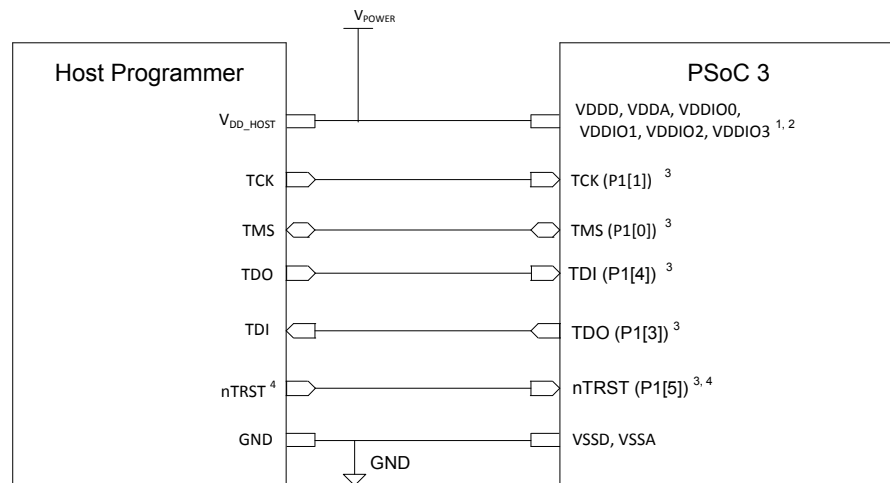 V_POWER
Host Programmer
PSoC 3
V_DD_HOST
VDDD, VDDA, VDDIO0,
VDDIO1, VDDIO2, VDDIO3 1, 2
TCK
TCK (P1[1]) 3
TMS
TMS (P1[0]) 3
TDO
TDI (P1[4]) 3
TDI
TDO (P1[3]) 3
nTRST 4
nTRST (P1[5]) 3, 4
GND
VSSD, VSSA
GND